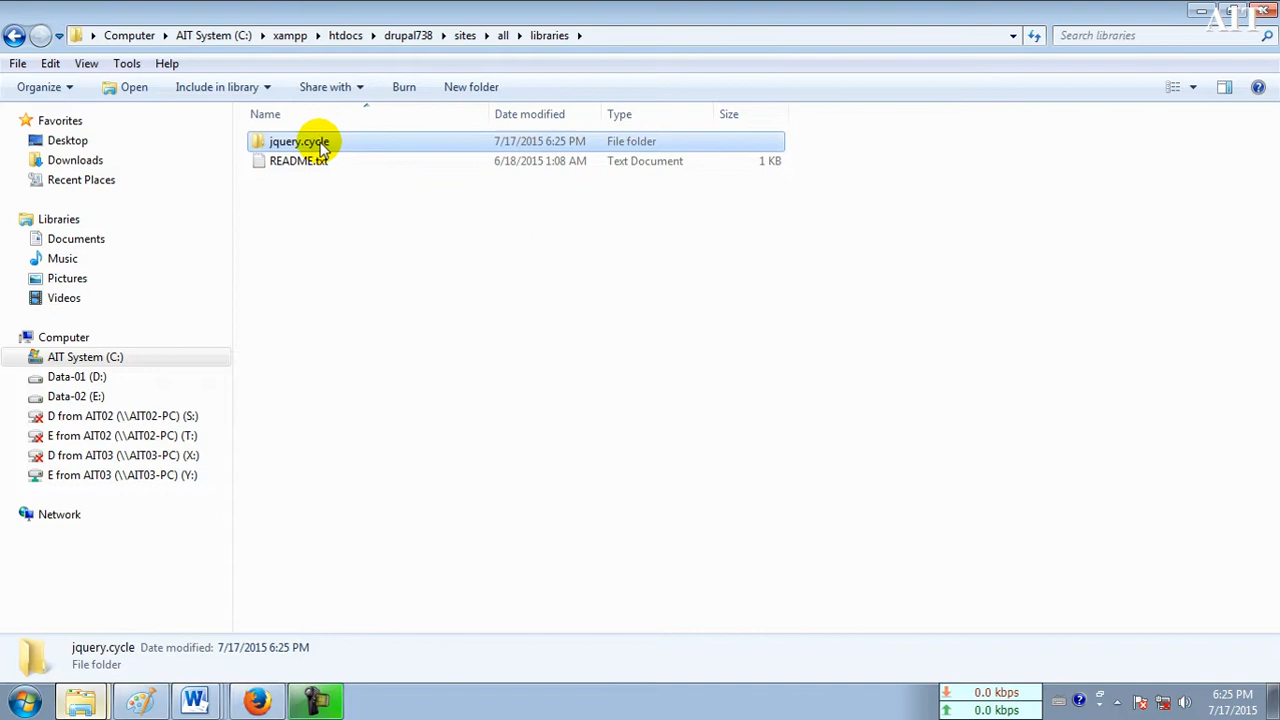 AIT
Computer AIT System (C:) xampp htdocs drupal738 sites all libraries Search libraries
File Edit View Tools Help
Organize Open Include in library Share with Burn New folder
Name Date modified Type Size
jquery.cycle 7/17/2015 6:25 PM File folder
README.txt 6/18/2015 1:08 AM Text Document 1 KB
Favorites
Desktop
Downloads
Recent Places
Libraries
Documents
Music
Pictures
Videos
Computer
AIT System (C:)
Data-01 (D:)
Data-02 (E:)
D from AIT02 (\\AIT02-PC) (S:)
E from AIT02 (\\AIT02-PC) (T:)
D from AIT03 (\\AIT03-PC) (X:)
E from AIT03 (\\AIT03-PC) (Y:)
Network
jquery.cycle Date modified: 7/17/2015 6:25 PM
File folder
0.0 kbps
0.0 kbps
6:25 PM
7/17/2015